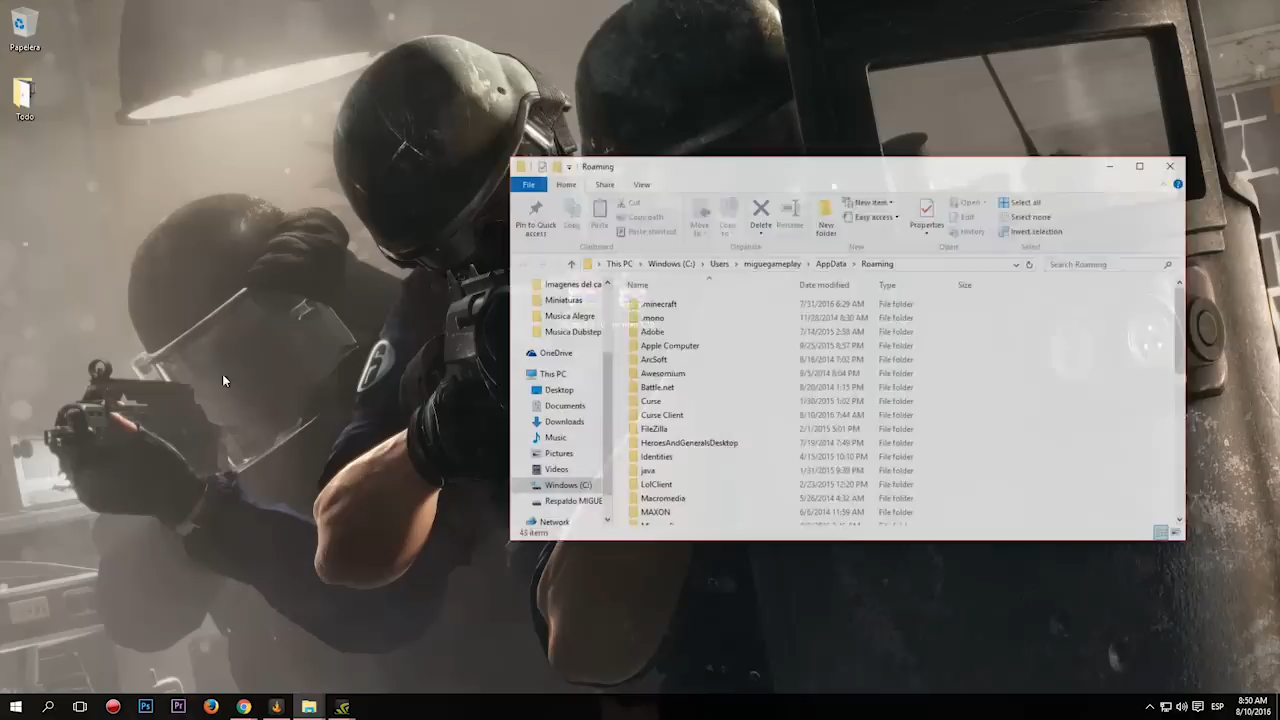 Papelera
Todo
Roaming
File
Home
Share
View
Pin to Quick access
Copy
Paste
Cut
Copy path
Paste shortcut
Move to
Copy to
Delete
Rename
New folder
New item
Easy access
Properties
Open
Edit
History
Select all
Select none
Invert selection
Clipboard
Organize
New
Open
Select
This PC > Windows (C:) > Users > miguegameplay > AppData > Roaming
Search Roaming
Imagenes del ca
Miniaturas
Musica Alegre
Musica Dubstep
OneDrive
This PC
Desktop
Documents
Downloads
Music
Pictures
Videos
Windows (C:)
Respaldo MIGUE
Network
Name Date modified Type Size
.minecraft 7/31/2016 6:29 AM File folder
.mono 11/28/2014 8:30 AM File folder
Adobe 7/14/2015 2:58 AM File folder
Apple Computer 9/25/2015 8:57 PM File folder
ArcSoft 8/16/2014 7:02 PM File folder
Awesomium 9/5/2014 8:04 PM File folder
Battle.net 8/20/2014 1:15 PM File folder
Curse 1/30/2015 1:02 PM File folder
Curse Client 8/10/2016 7:44 AM File folder
FileZilla 2/1/2015 5:01 PM File folder
HeroesAndGeneralsDesktop 7/19/2014 7:49 PM File folder
Identities 4/15/2015 10:10 PM File folder
java 1/31/2015 9:38 PM File folder
LolClient 2/23/2015 12:20 PM File folder
Macromedia 5/26/2014 4:32 AM File folder
MAXON 6/6/2014 11:59 AM File folder
43 items
Ps
Pr
ESP
8:50 AM
8/10/2016